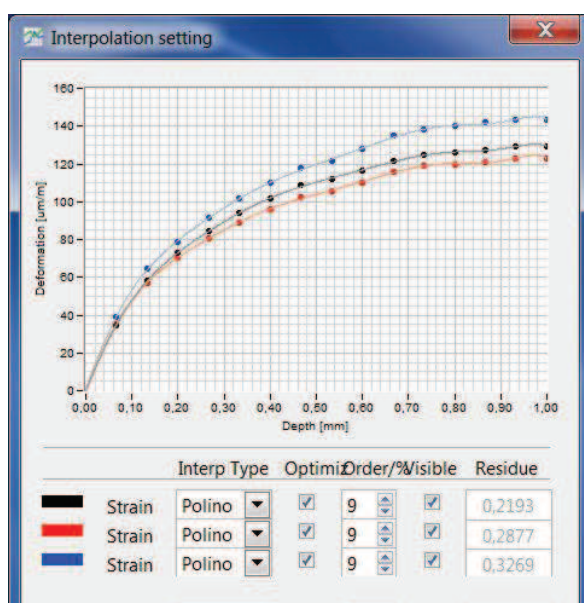 Interpolation setting
160
140
120
100
80
60
40
20
0
Deformation [um/m]
0,00 0,10 0,20 0,30 0,40 0,50 0,60 0,70 0,80 0,90 1,00
Depth [mm]
Interp Type Optimiz Order/% Visible Residue
Strain Polino 9 0,2193
Strain Polino 9 0,2877
Strain Polino 9 0,3269